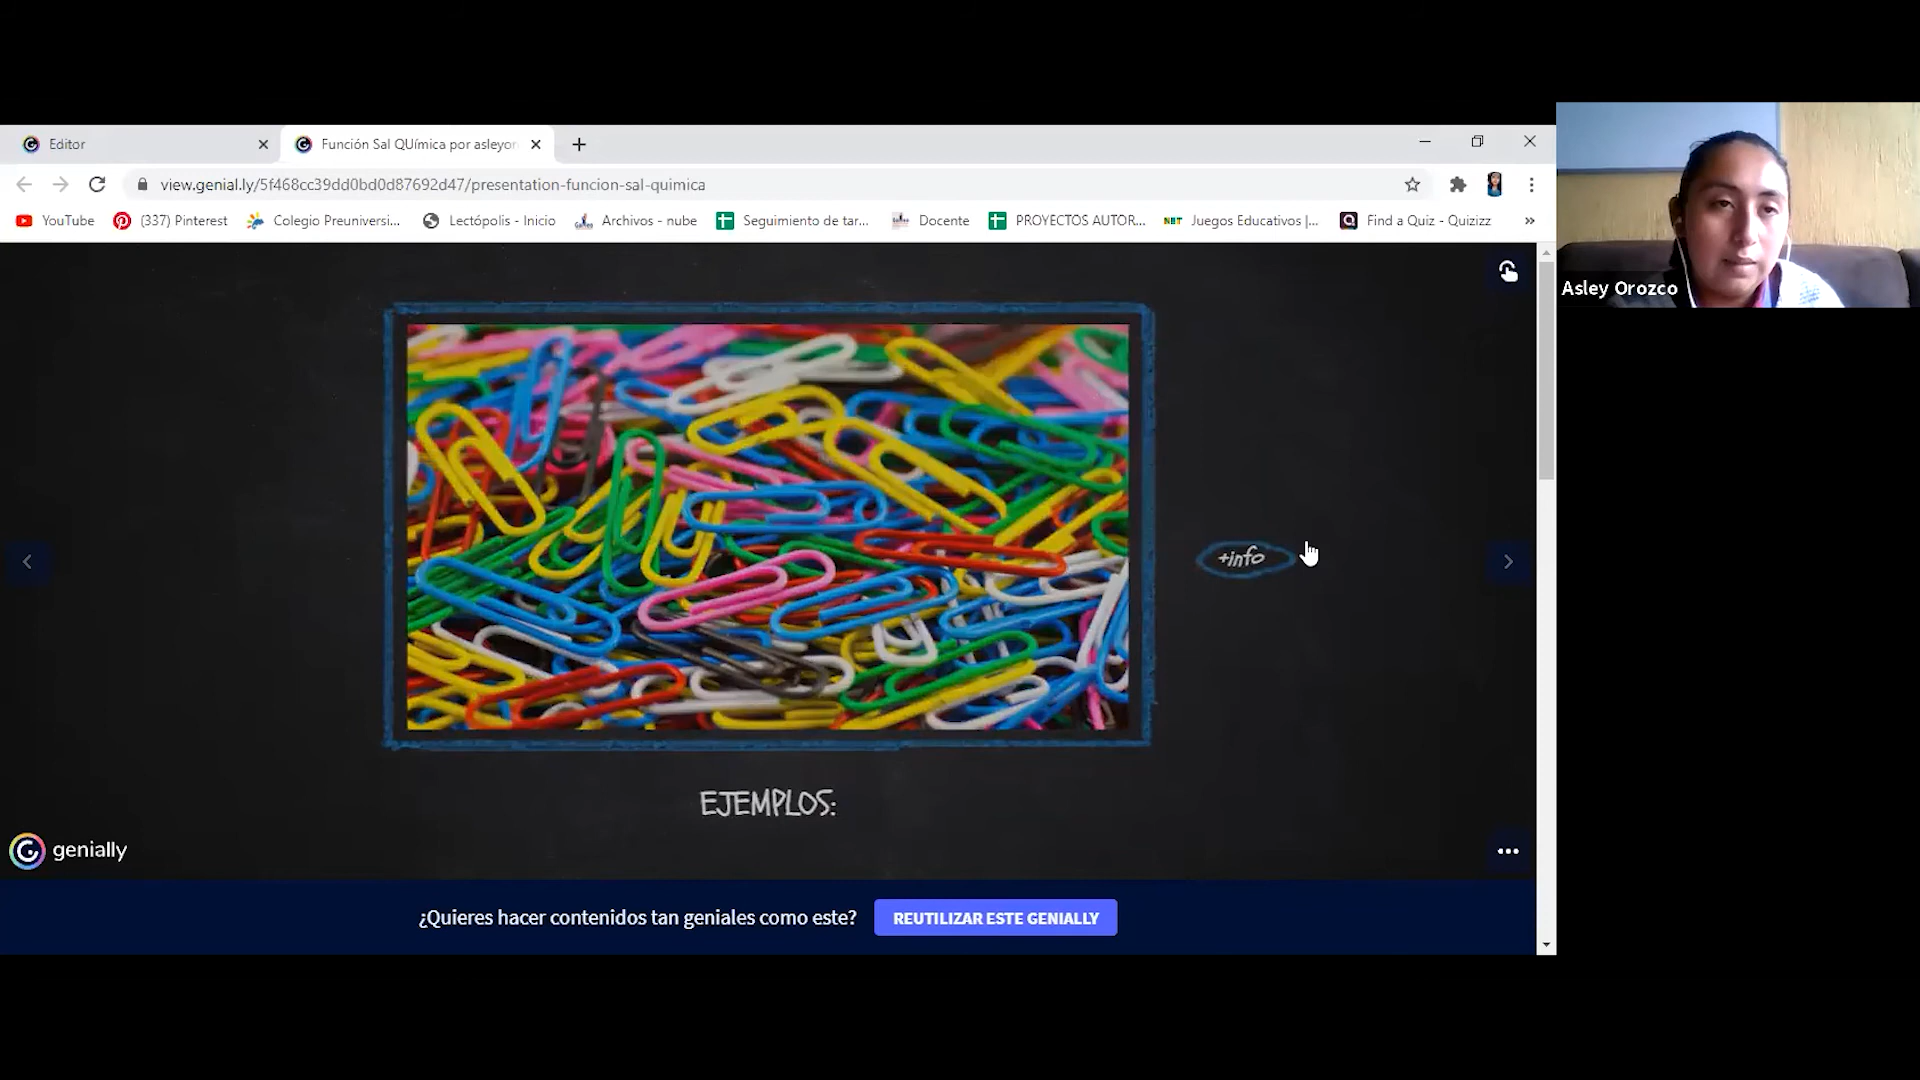 Editor
Función Sal QUímica por asleyor
view.genial.ly/5f468cc39dd0bd0d87692d47/presentation-funcion-sal-quimica
YouTube
(337) Pinterest
Colegio Preuniversi...
Lectópolis - Inicio
Archivos - nube
Seguimiento de tar...
Docente
PROYECTOS AUTOR...
Juegos Educativos |...
Find a Quiz - Quizizz
»
Asley Orozco
+info
EJEMPLOS:
genially
¿Quieres hacer contenidos tan geniales como este?
REUTILIZAR ESTE GENIALLY